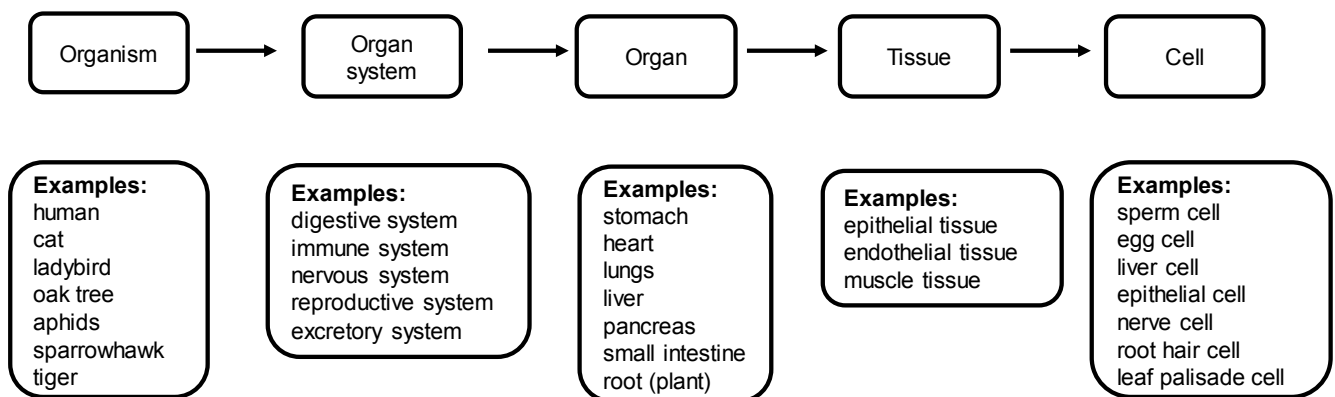 Organism
Organ
system
Organ
Tissue
Cell
Examples:
human
cat
ladybird
oak tree
aphids
sparrowhawk
tiger
Examples:
digestive system
immune system
nervous system
reproductive system
excretory system
Examples:
stomach
heart
lungs
liver
pancreas
small intestine
root (plant)
Examples:
epithelial tissue
endothelial tissue
muscle tissue
Examples:
sperm cell
egg cell
liver cell
epithelial cell
nerve cell
root hair cell
leaf palisade cell